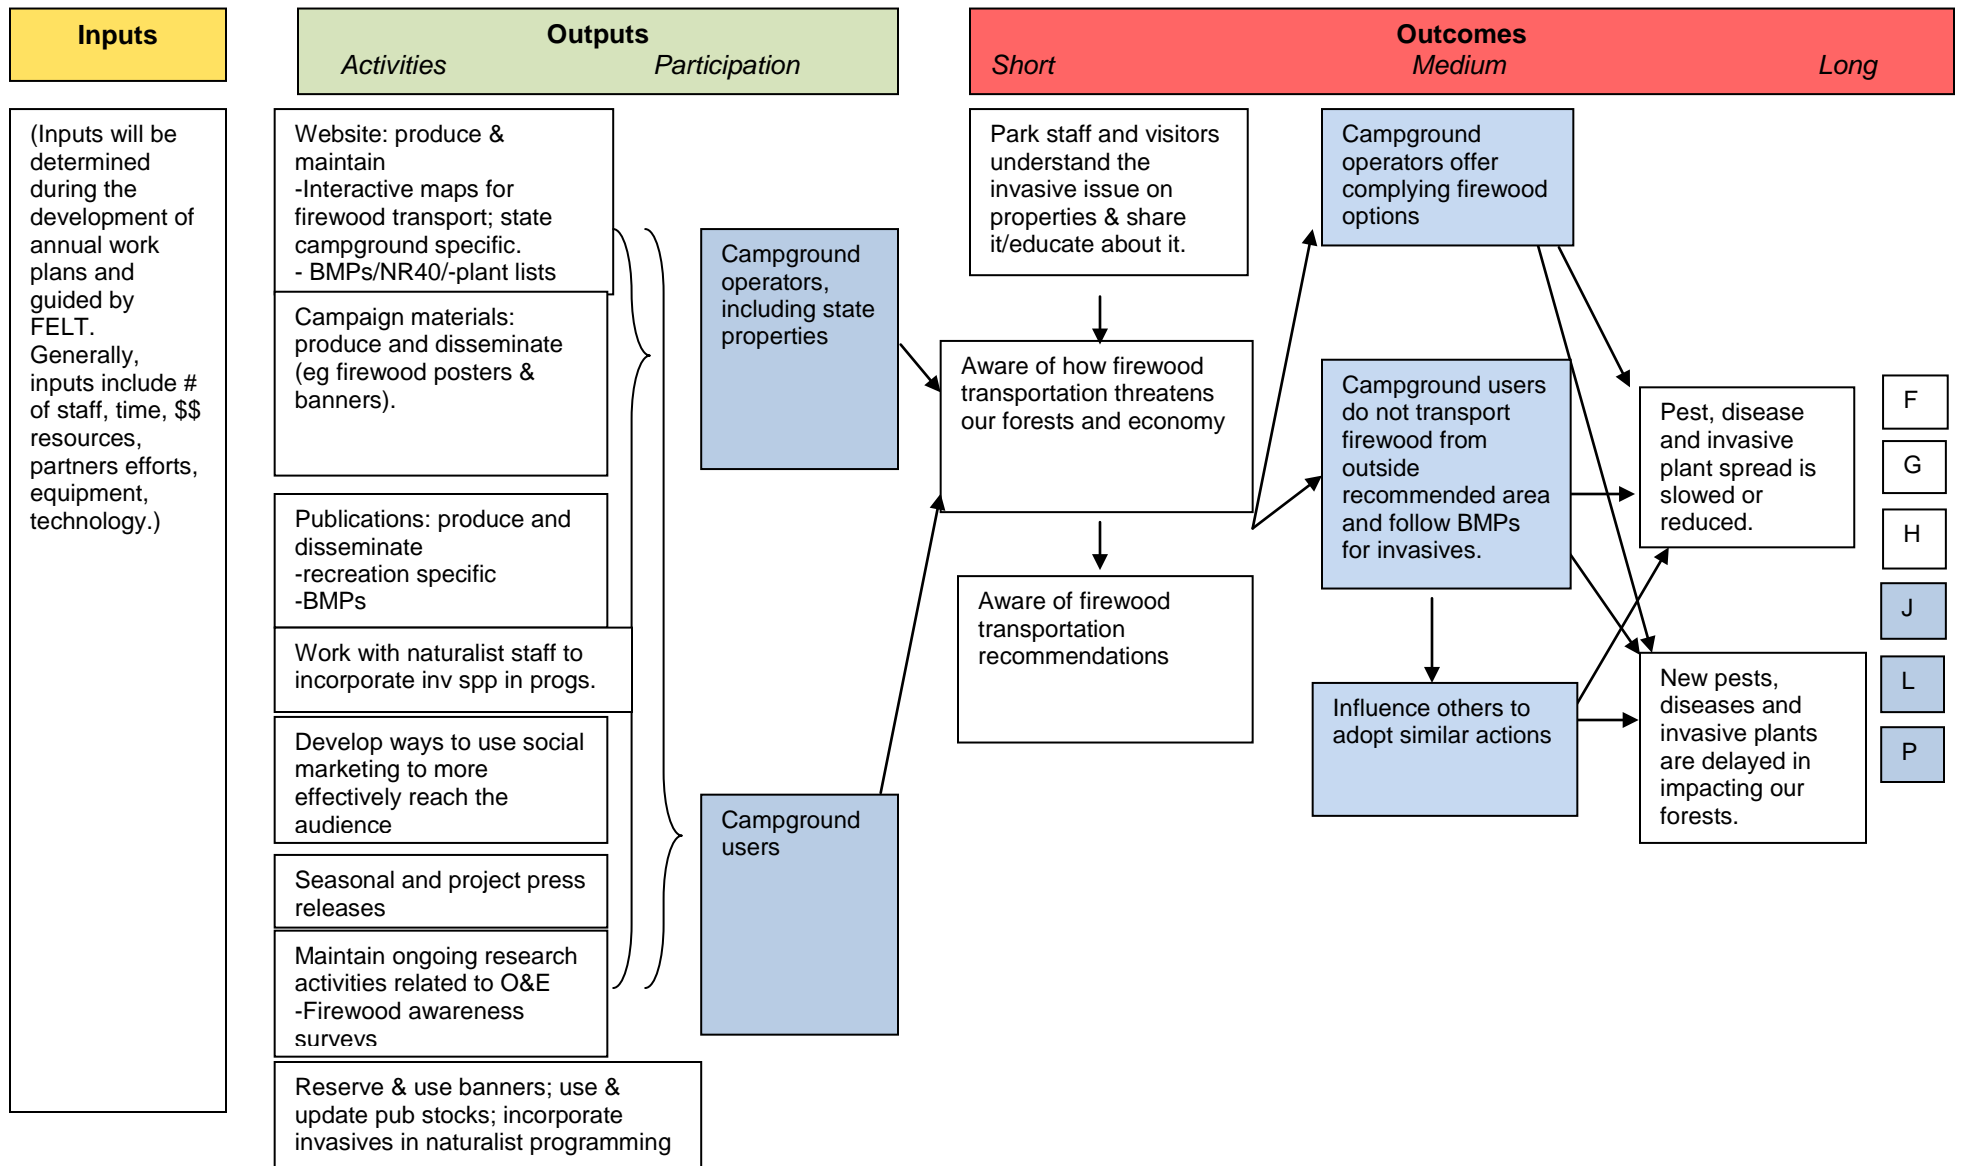 Inputs
Outputs
Activities Participation
Outcomes
Short Medium Long
(Inputs will be
determined
during the
development of
annual work
plans and
guided by
FELT.
Generally,
inputs include #
of staff, time, $$
resources,
partners efforts,
equipment,
technology.)
Website: produce &
maintain
-Interactive maps for
firewood transport; state
campground specific.
- BMPs/NR40/-plant lists
Campaign materials:
produce and disseminate
(eg firewood posters &
banners).
Publications: produce and
disseminate
-recreation specific
-BMPs
Work with naturalist staff to
incorporate inv spp in progs.
Develop ways to use social
marketing to more
effectively reach the
audience
Seasonal and project press
releases
Maintain ongoing research
activities related to O&E
-Firewood awareness
surveys
Reserve & use banners; use &
update pub stocks; incorporate
invasives in naturalist programming
Campground
operators,
including state
properties
Campground
users
Park staff and visitors
understand the
invasive issue on
properties & share
it/educate about it.
Aware of how firewood
transportation threatens
our forests and economy
Aware of firewood
transportation
recommendations
Campground
operators offer
complying firewood
options
Campground users
do not transport
firewood from
outside
recommended area
and follow BMPs
for invasives.
Influence others to
adopt similar actions
Pest, disease
and invasive
plant spread is
slowed or
reduced.
New pests,
diseases and
invasive plants
are delayed in
impacting our
forests.
F
G
H
J
L
P